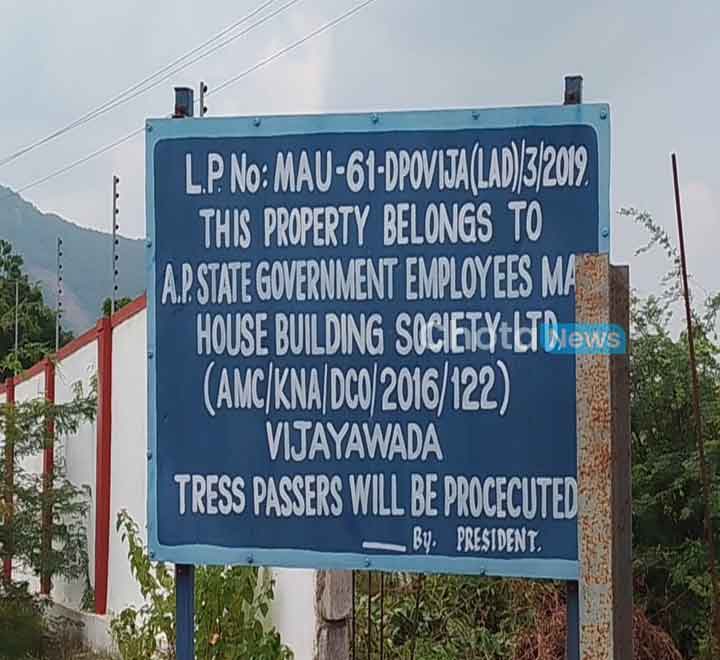 L.P. No: MAU-61-DPOVIJA(LAD)/3/2019.
THIS PROPERTY BELONGS TO
A.P. STATE GOVERNMENT EMPLOYEES
HOUSE BUILDING SOCIETY LTD
(AMC/KNA/DCO/2016/122)
VIJAYAWADA
TRESS PASSERS WILL BE PROCECUTED
By. PRESIDENT.
Chota News